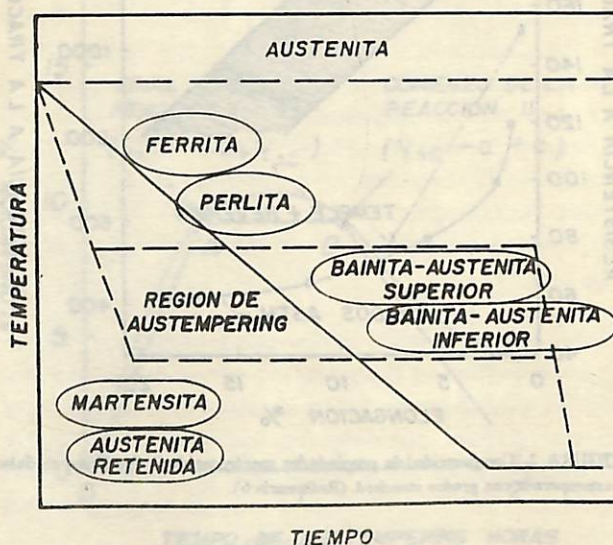 AUSTENITA
FERRITA
PERLITA
BAINITA-AUSTENITA
SUPERIOR
REGION DE
AUSTEMPERING
BAINITA-AUSTENITA
INFERIOR
MARTENSITA
AUSTENITA
RETENIDA
TEMPERATURA
TIEMPO